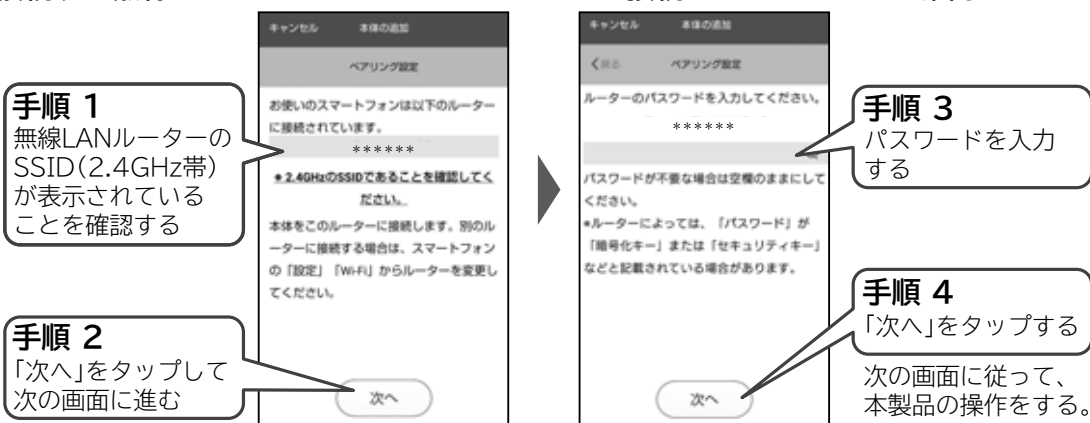 手順 1
無線LANルーターの
SSID(2.4GHz帯)
が表示されている
ことを確認する
手順 2
「次へ」をタップして
次の画面に進む
キャンセル 本体の追加
ペアリング設定
お使いのスマートフォンは以下のルーター
に接続されています。
******
* 2.4GHzのSSIDであることを確認してく
ださい。
本体をこのルーターに接続します。別のル
ーターに接続する場合は、スマートフォン
の「設定」「Wi-Fi」からルーターを変更し
てください。
次へ
キャンセル 本体の追加
戻る ペアリング設定
ルーターのパスワードを入力してください。
******
パスワードが不要な場合は空欄のままにして
ください。
*ルーターによっては、「パスワード」が
「暗号化キー」または「セキュリティキー」
などと記載されている場合があります。
次へ
手順 3
パスワードを入力
する
手順 4
「次へ」をタップする
次の画面に従って、
本製品の操作をする。